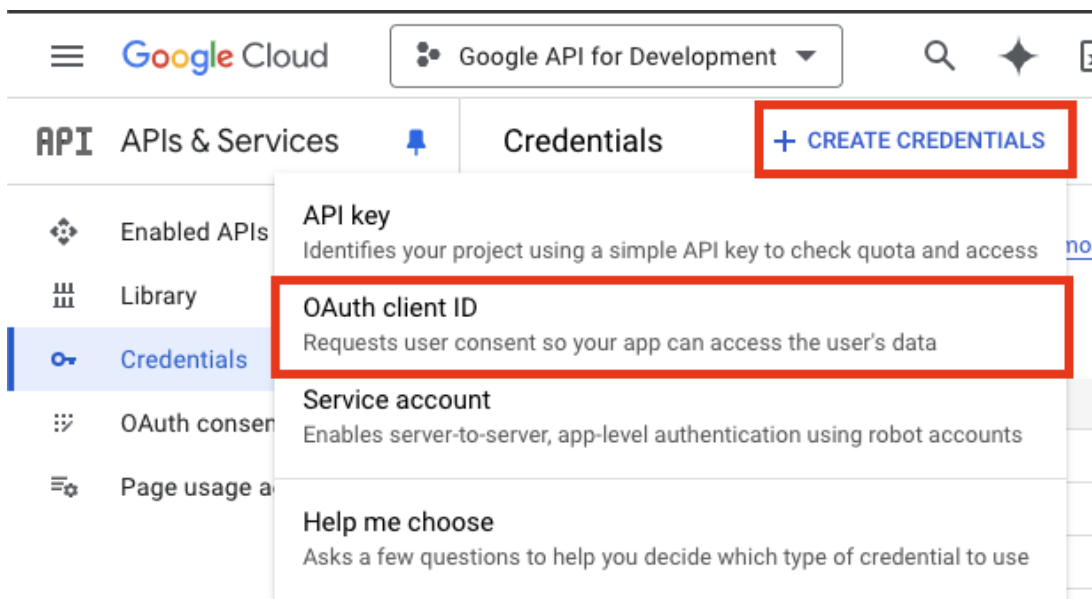 Google Cloud
Google API for Development
API APIs & Services
Credentials
+ CREATE CREDENTIALS
Enabled APIs
Library
Credentials
OAuth
Page usage
API key
Identifies your project using a simple API key to check quota and access
OAuth client ID
Requests user consent so your app can access the user's data
Service account
Enables server-to-server, app-level authentication using robot accounts
Help me choose
Asks a few questions to help you decide which type of credential to use